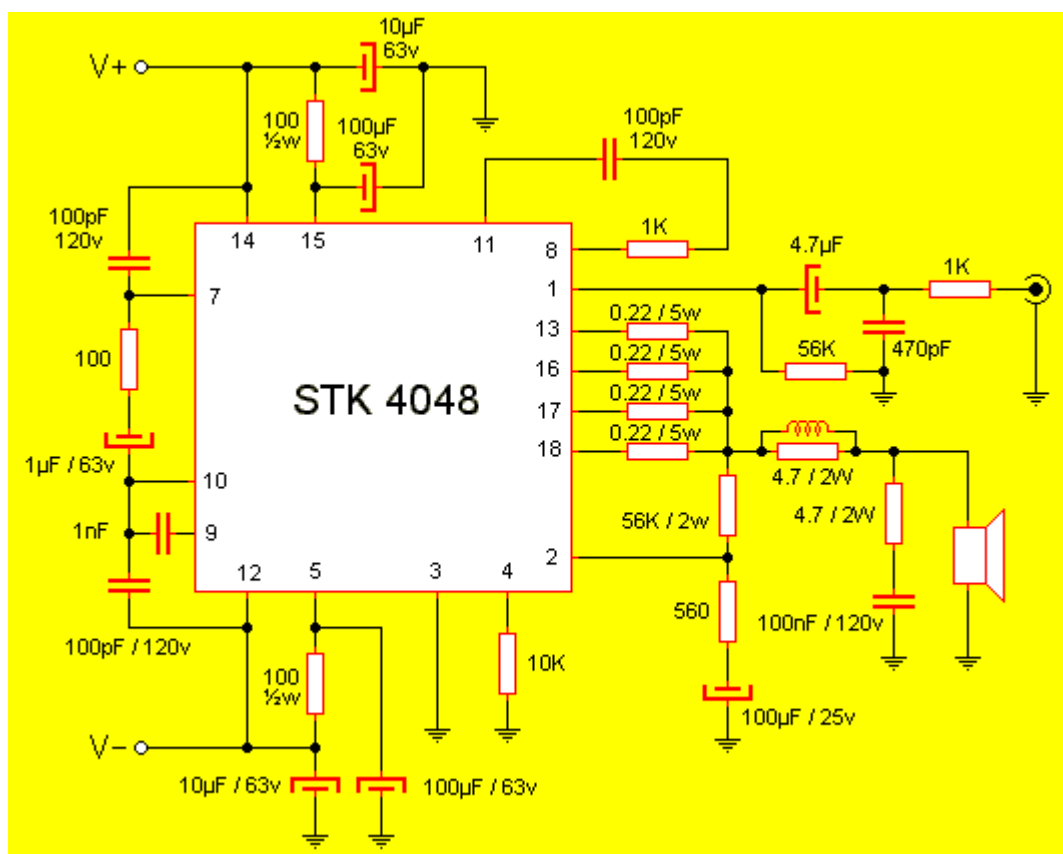 10µF
63v
V+
100
½w
100µF
63v
100pF
120v
100pF
120v
14
15
11
8
1K
4.7µF
1K
7
1
0.22 / 5w
13
470pF
56K
100
0.22 / 5w
16
STK 4048
0.22 / 5w
17
0.22 / 5w
18
1µF / 63v
4.7 / 2W
10
56K / 2w
4.7 / 2W
1nF
9
2
12
5
3
4
560
100nF / 120v
100pF / 120v
10K
100
½w
100µF / 25v
V-
10µF / 63v
100µF / 63v